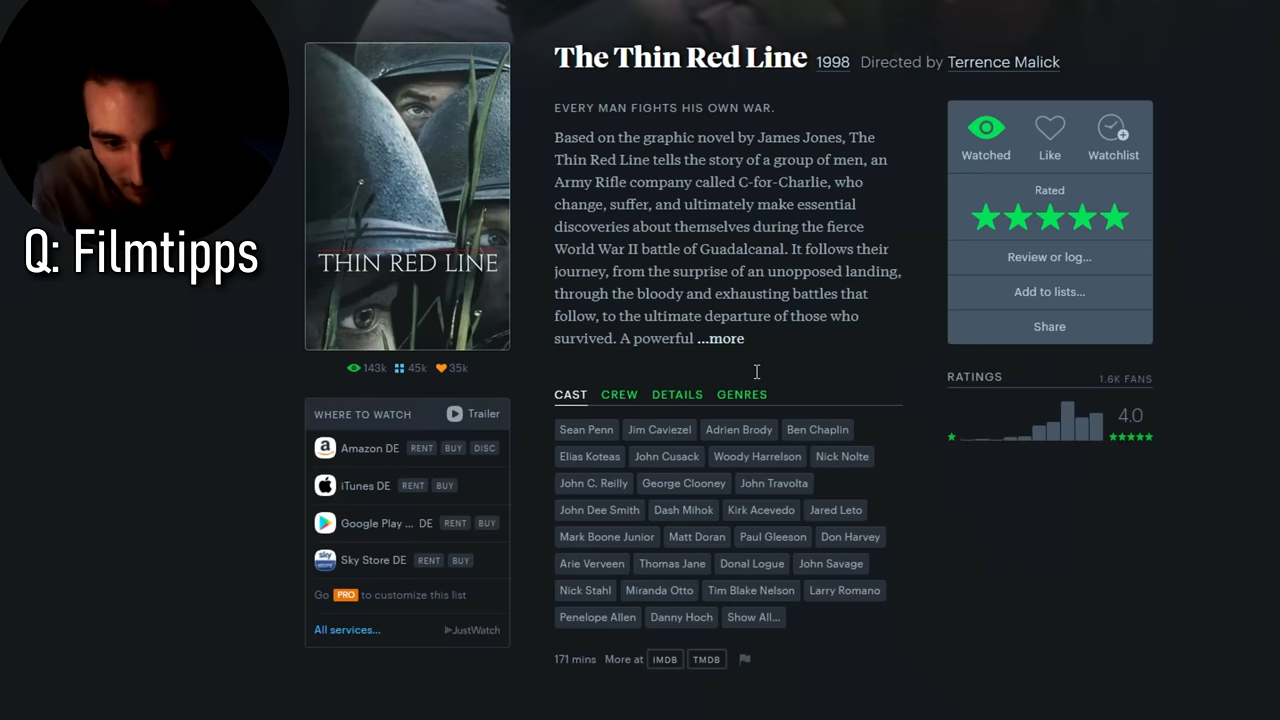 The Thin Red Line 1998 Directed by Terrence Malick
Q: Filmtipps
THIN RED LINE
143k 45k 35k
WHERE TO WATCH Trailer
Amazon DE RENT BUY DISC
iTunes DE RENT BUY
Google Play ... DE RENT BUY
Sky Store DE RENT BUY
Go PRO to customize this list
All services... JustWatch
EVERY MAN FIGHTS HIS OWN WAR.
Based on the graphic novel by James Jones, The
Thin Red Line tells the story of a group of men, an
Army Rifle company called C-for-Charlie, who
change, suffer, and ultimately make essential
discoveries about themselves during the fierce
World War II battle of Guadalcanal. It follows their
journey, from the surprise of an unopposed landing,
through the bloody and exhausting battles that
follow, to the ultimate departure of those who
survived. A powerful ...more
CAST CREW DETAILS GENRES
Sean Penn Jim Caviezel Adrien Brody Ben Chaplin
Elias Koteas John Cusack Woody Harrelson Nick Nolte
John C. Reilly George Clooney John Travolta
John Dee Smith Dash Mihok Kirk Acevedo Jared Leto
Mark Boone Junior Matt Doran Paul Gleeson Don Harvey
Arie Verveen Thomas Jane Donal Logue John Savage
Nick Stahl Miranda Otto Tim Blake Nelson Larry Romano
Penelope Allen Danny Hoch Show All...
171 mins More at IMDB TMDB
Watched Like Watchlist
Rated
Review or log...
Add to lists...
Share
RATINGS 1.6K FANS
4.0